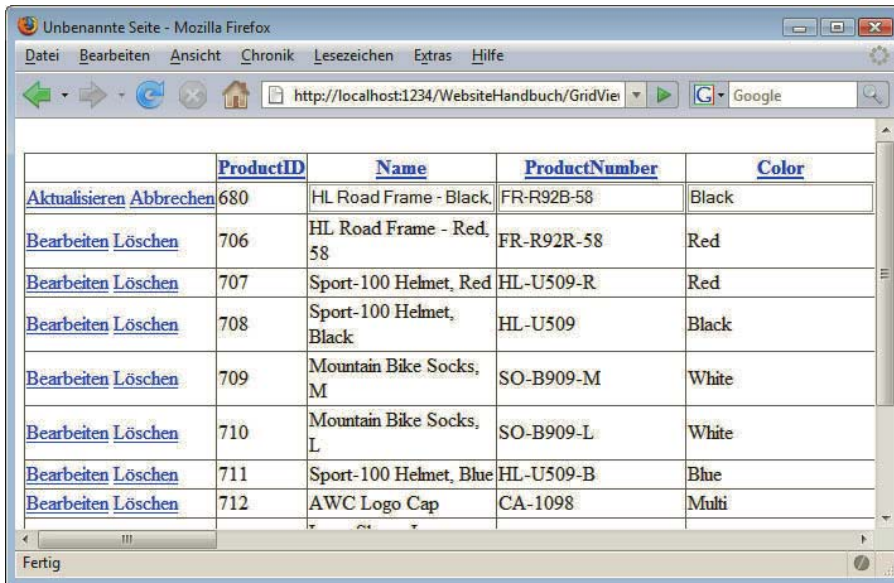 Unbenannte Seite - Mozilla Firefox
Datei Bearbeiten Ansicht Chronik Lesezeichen Extras Hilfe
http://localhost:1234/WebsiteHandbuch/GridVie G Google
ProductID Name ProductNumber Color
Aktualisieren Abbrechen 680 HL Road Frame - Black, FR-R92B-58 Black
Bearbeiten Löschen 706 HL Road Frame - Red, FR-R92R-58 Red
58
Bearbeiten Löschen 707 Sport-100 Helmet, Red HL-U509-R Red
Bearbeiten Löschen 708 Sport-100 Helmet, HL-U509 Black
Black
Bearbeiten Löschen 709 Mountain Bike Socks, SO-B909-M White
M
Bearbeiten Löschen 710 Mountain Bike Socks, SO-B909-L White
L
Bearbeiten Löschen 711 Sport-100 Helmet, Blue HL-U509-B Blue
Bearbeiten Löschen 712 AWC Logo Cap CA-1098 Multi
Fertig